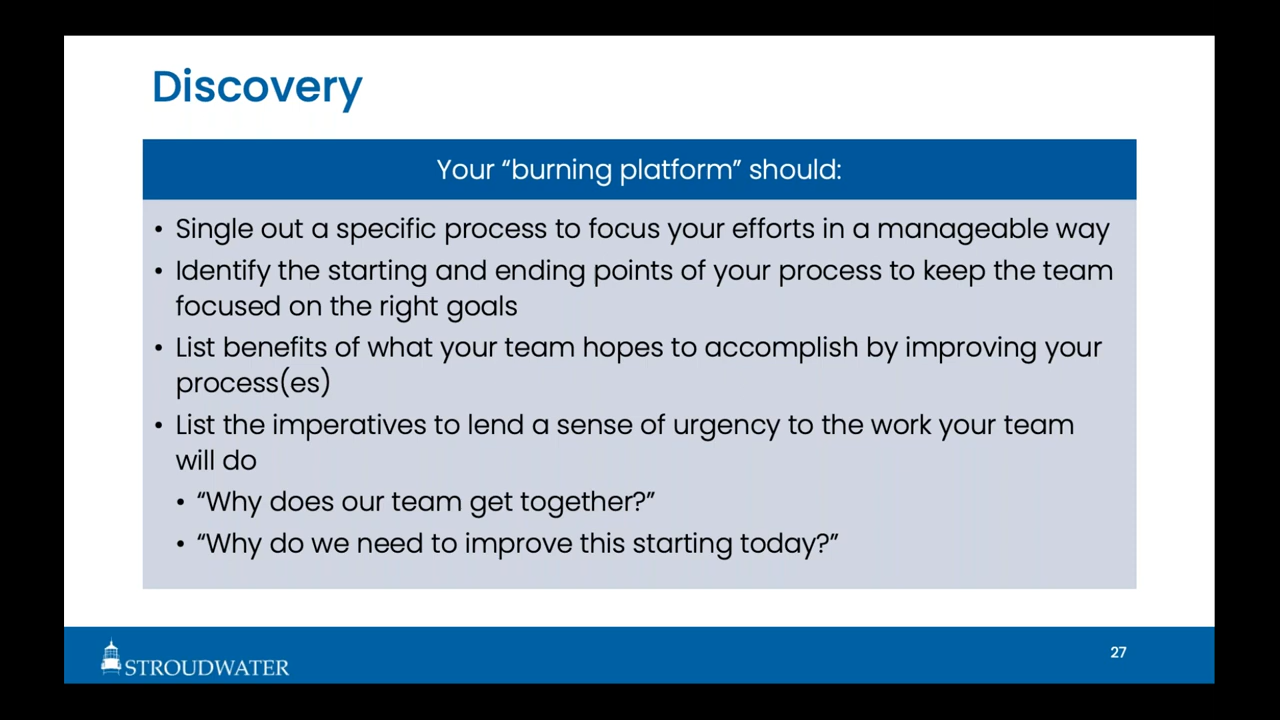 Discovery
Your “burning platform” should:
• Single out a specific process to focus your efforts in a manageable way
• Identify the starting and ending points of your process to keep the team
focused on the right goals
• List benefits of what your team hopes to accomplish by improving your
process(es)
• List the imperatives to lend a sense of urgency to the work your team
will do
• “Why does our team get together?”
• “Why do we need to improve this starting today?”
STROUDWATER
27